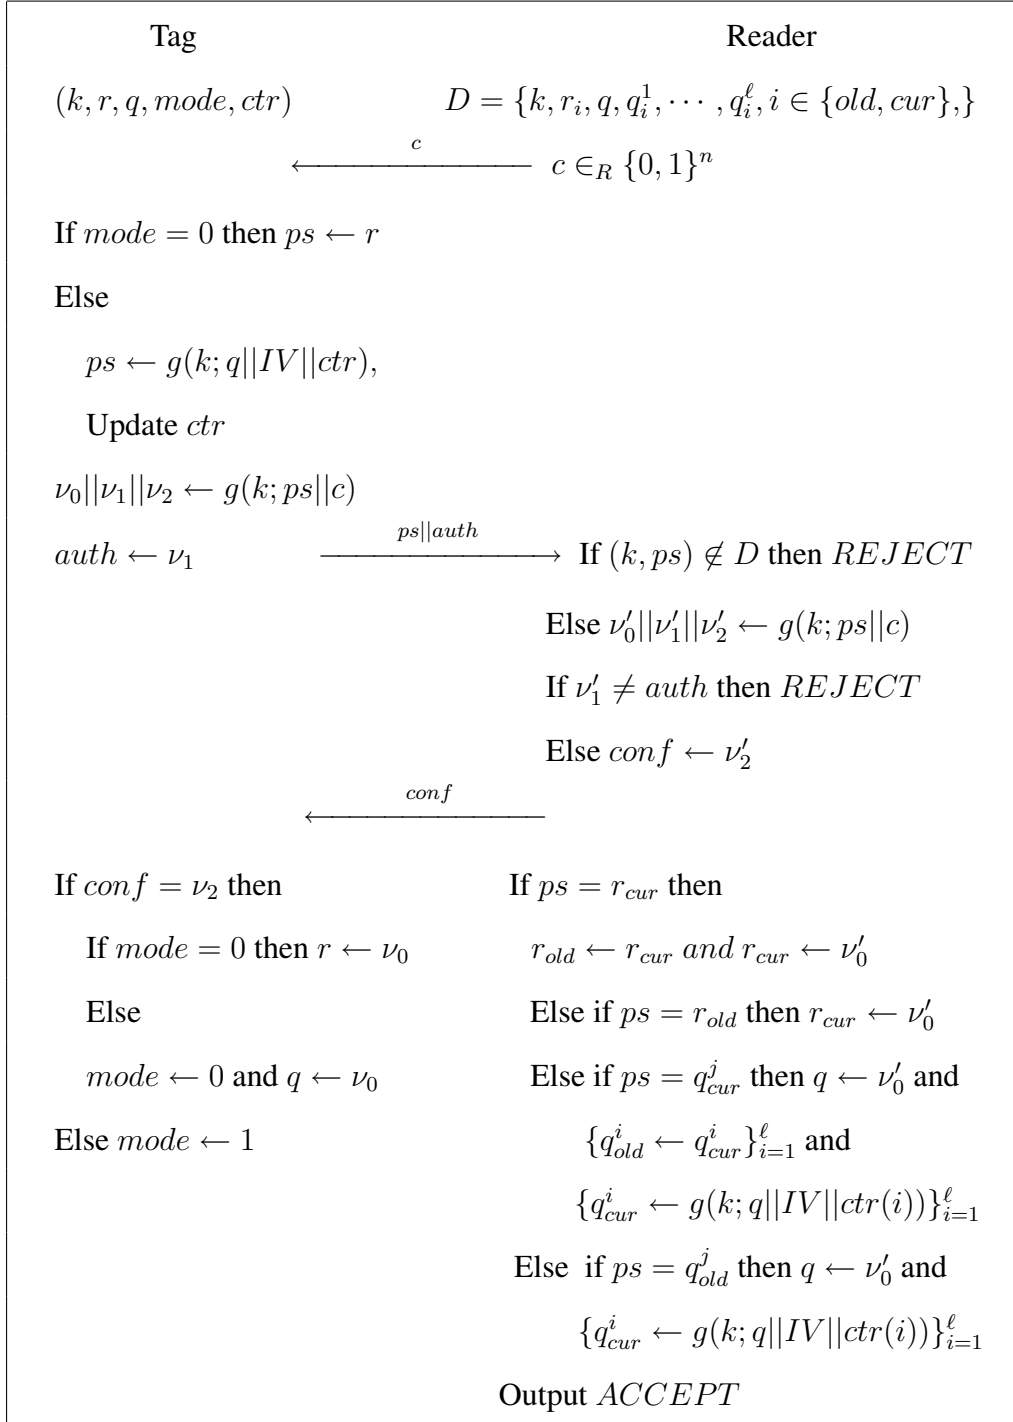 Tag Reader
(k, r, q, mode, ctr) D = {k, r_i, q, q_i^1, ⋯ , q_i^ℓ, i ∈ {old, cur},}
c
c ∈_R {0, 1}^n
If mode = 0 then ps ← r
Else
ps ← g(k; q||IV||ctr),
Update ctr
ν_0||ν_1||ν_2 ← g(k; ps||c)
ps||auth
auth ← ν_1 If (k, ps) ∉ D then REJECT
Else ν′_0||ν′_1||ν′_2 ← g(k; ps||c)
If ν′_1 ≠ auth then REJECT
Else conf ← ν′_2
conf
If conf = ν_2 then If ps = r_cur then
If mode = 0 then r ← ν_0 r_old ← r_cur and r_cur ← ν′_0
Else Else if ps = r_old then r_cur ← ν′_0
mode ← 0 and q ← ν_0 Else if ps = q_cur^j then q ← ν′_0 and
Else mode ← 1 {q_old^i ← q_cur^i}_{i=1}^ℓ and
{q_cur^i ← g(k; q||IV||ctr(i))}_{i=1}^ℓ
Else if ps = q_old^j then q ← ν′_0 and
{q_cur^i ← g(k; q||IV||ctr(i))}_{i=1}^ℓ
Output ACCEPT